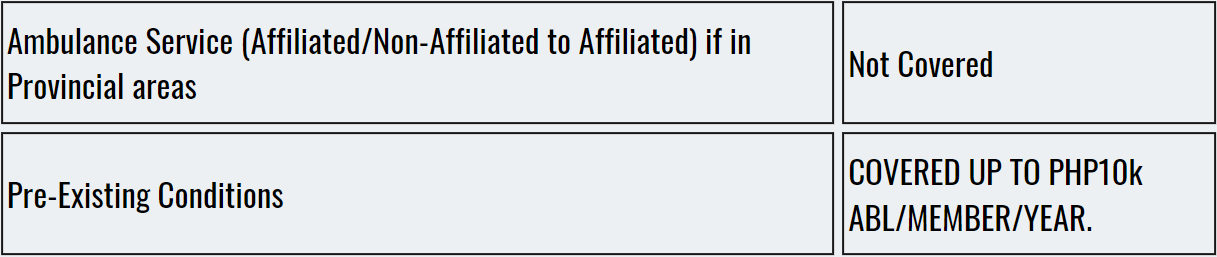 Ambulance Service (Affiliated/Non-Affiliated to Affiliated) if in
Provincial areas
Not Covered
Pre-Existing Conditions
COVERED UP TO PHP10k
ABL/MEMBER/YEAR.